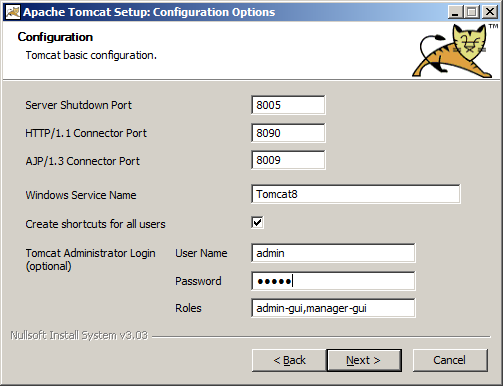 Apache Tomcat Setup: Configuration Options
Configuration
Tomcat basic configuration.
TM
Server Shutdown Port 8005
HTTP/1.1 Connector Port 8090
AJP/1.3 Connector Port 8009
Windows Service Name Tomcat8
Create shortcuts for all users
Tomcat Administrator Login User Name admin
(optional)
Password ●●●●●
Roles admin-gui,manager-gui
Nullsoft Install System v3.03
< Back Next > Cancel